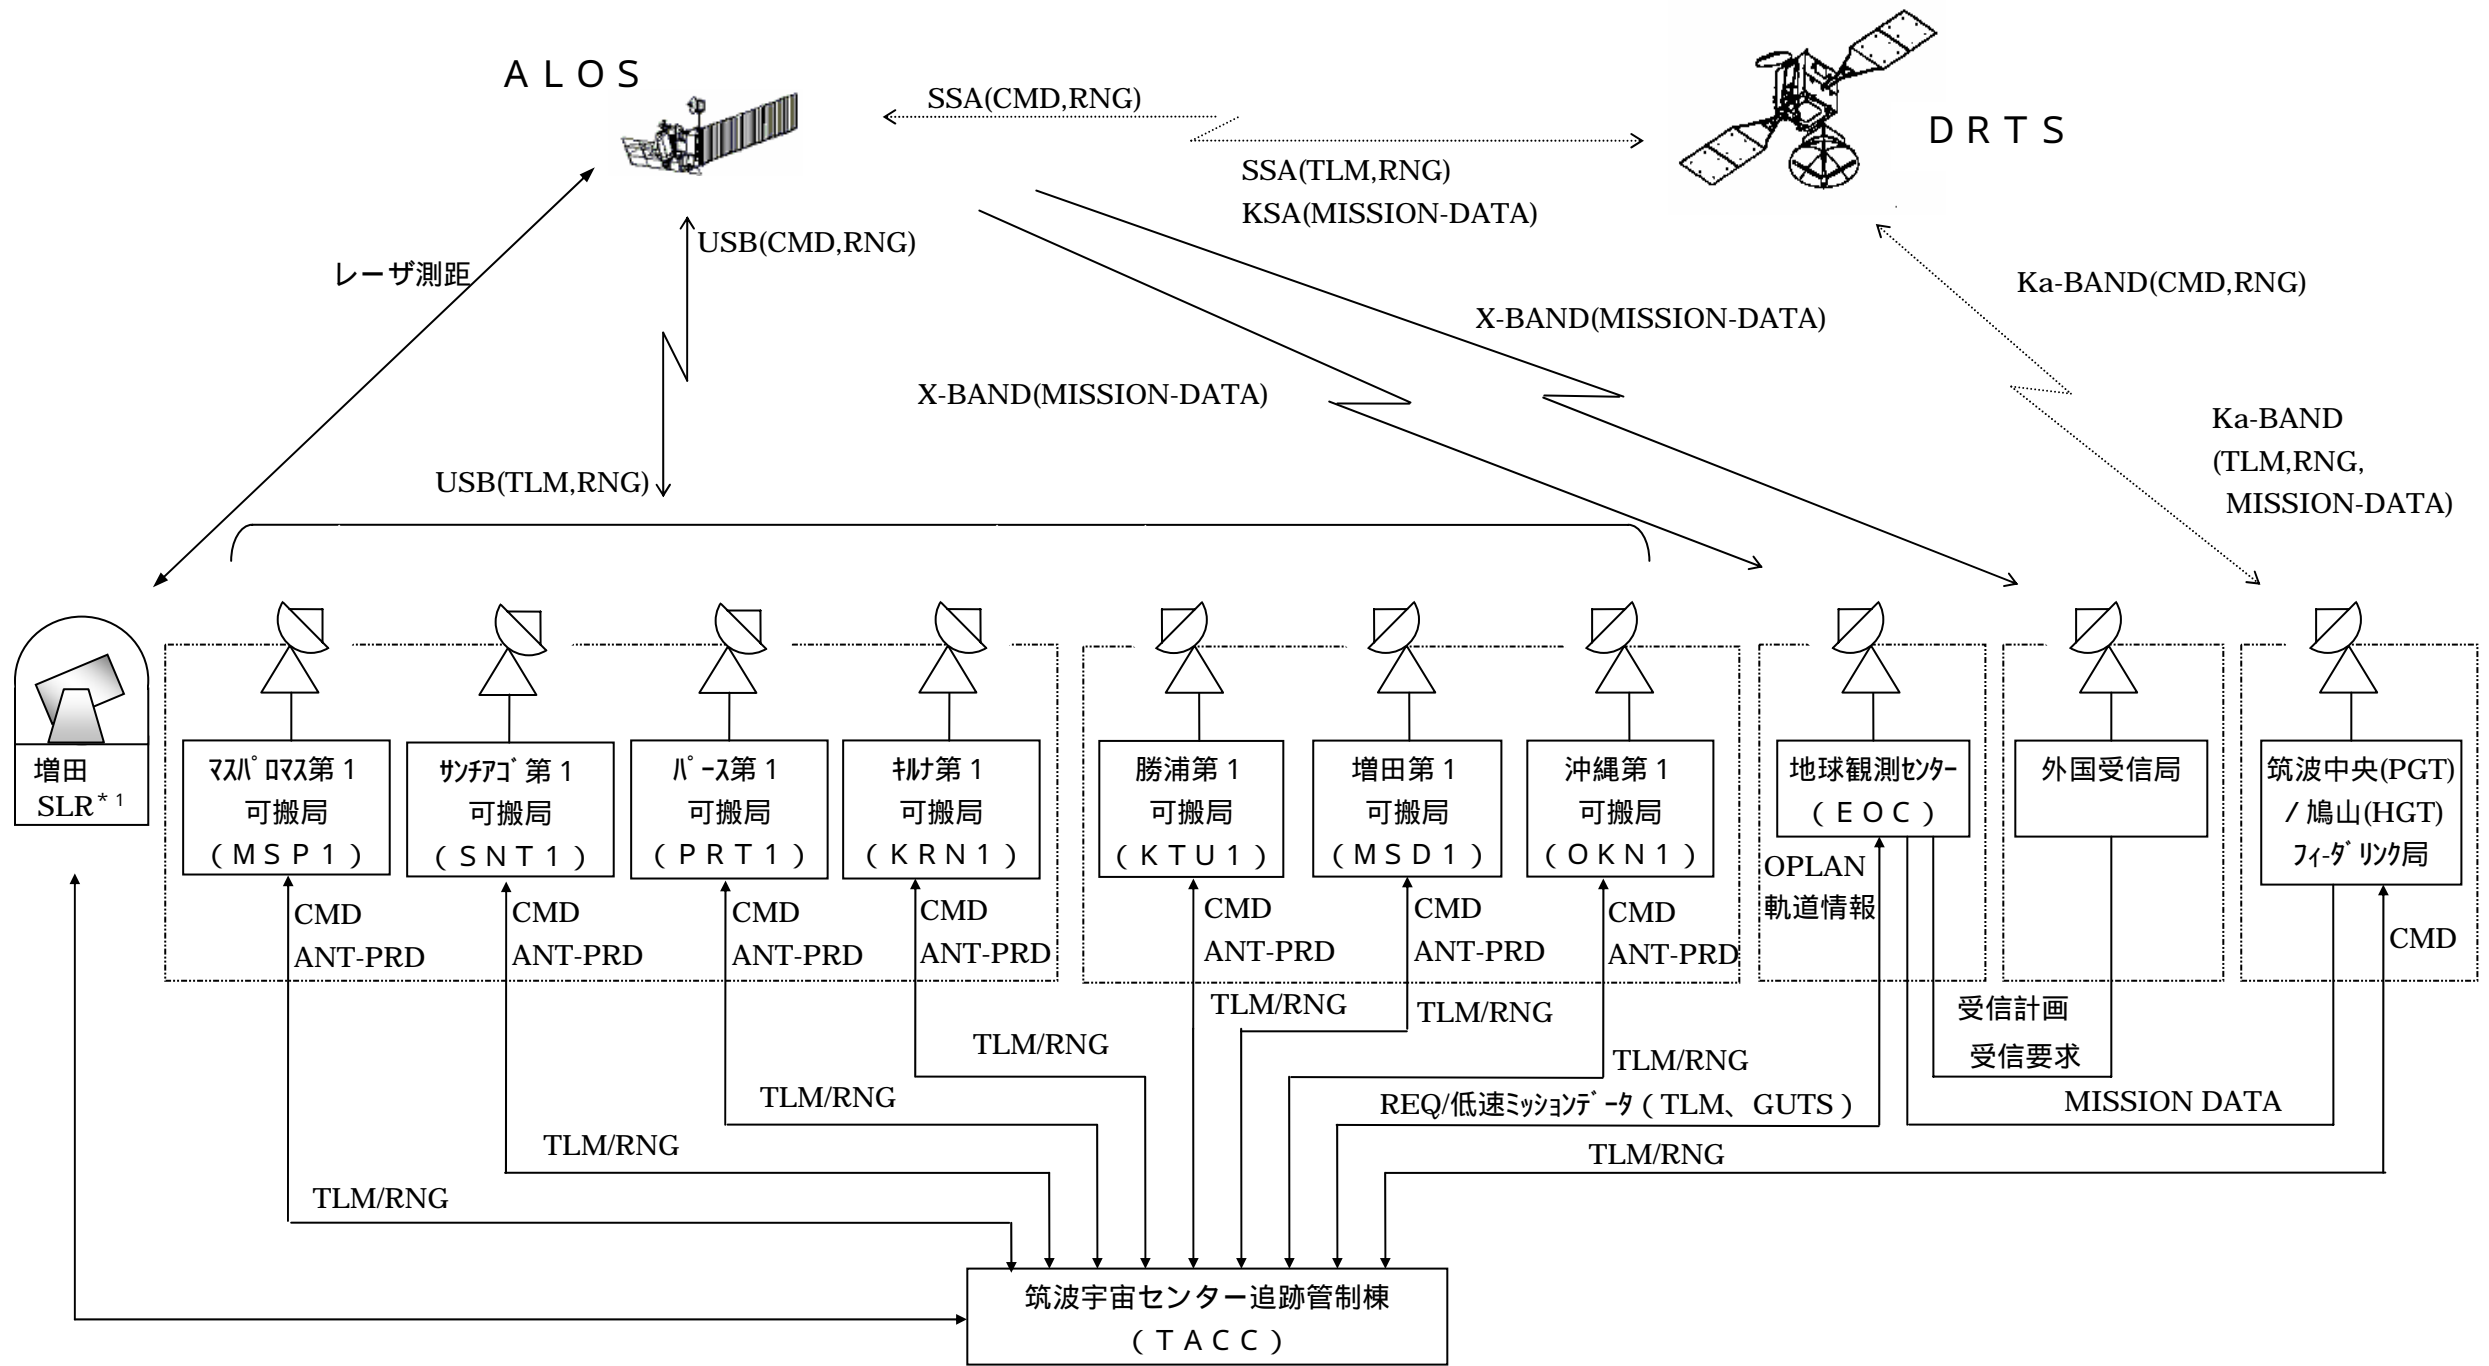 ＡＬＯＳ
SSA(CMD,RNG)
ＤＲＴＳ
SSA(TLM,RNG)
KSA(MISSION-DATA)
USB(CMD,RNG)
レーザ測距
Ka-BAND(CMD,RNG)
X-BAND(MISSION-DATA)
X-BAND(MISSION-DATA)
Ka-BAND
(TLM,RNG,
MISSION-DATA)
USB(TLM,RNG)
増田
SLR*1
ﾏｽﾊﾟﾛﾏｽ第１
可搬局
（ＭＳＰ１）
ｻﾝﾁｱｺﾞ第１
可搬局
（ＳＮＴ１）
ﾊﾟｰｽ第１
可搬局
（ＰＲＴ１）
ｷﾙﾅ第１
可搬局
（ＫＲＮ１）
勝浦第１
可搬局
（ＫＴＵ１）
増田第１
可搬局
（ＭＳＤ１）
沖縄第１
可搬局
（ＯＫＮ１）
地球観測ｾﾝﾀｰ
（ＥＯＣ）
外国受信局
筑波中央(PGT)
／鳩山(HGT)
ﾌｨｰﾀﾞﾘﾝｸ局
CMD
ANT-PRD
CMD
ANT-PRD
CMD
ANT-PRD
CMD
ANT-PRD
CMD
ANT-PRD
CMD
ANT-PRD
CMD
ANT-PRD
OPLAN
軌道情報
CMD
TLM/RNG
TLM/RNG
受信計画
TLM/RNG
TLM/RNG
受信要求
TLM/RNG
REQ/低速ﾐｯｼｮﾝﾃﾞｰﾀ（TLM、GUTS）
MISSION DATA
TLM/RNG
TLM/RNG
TLM/RNG
筑波宇宙センター追跡管制棟
（ＴＡＣＣ）